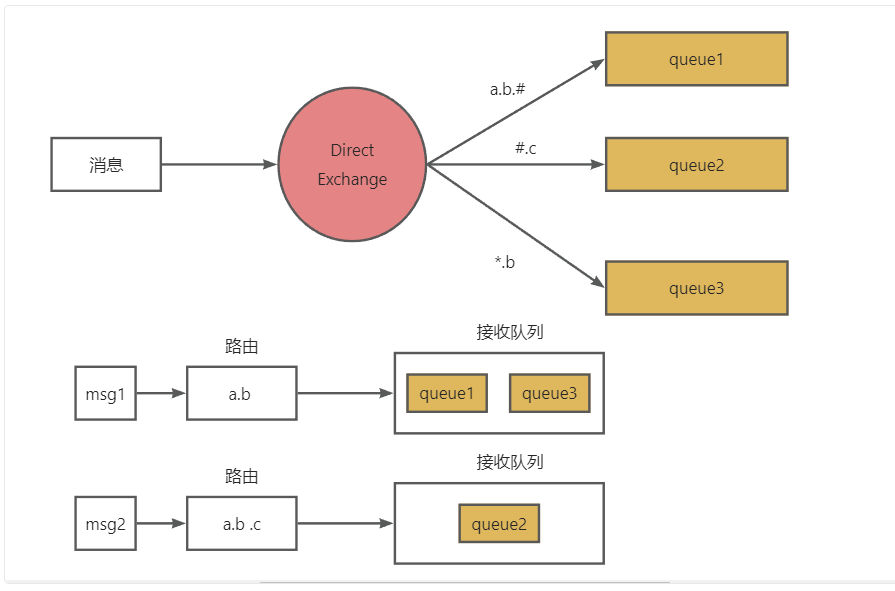 queue1
a.b.#
Direct
Exchange
消息
#.c
queue2
*.b
queue3
路由
接收队列
msg1
a.b
queue1
queue3
路由
接收队列
msg2
a.b .c
queue2